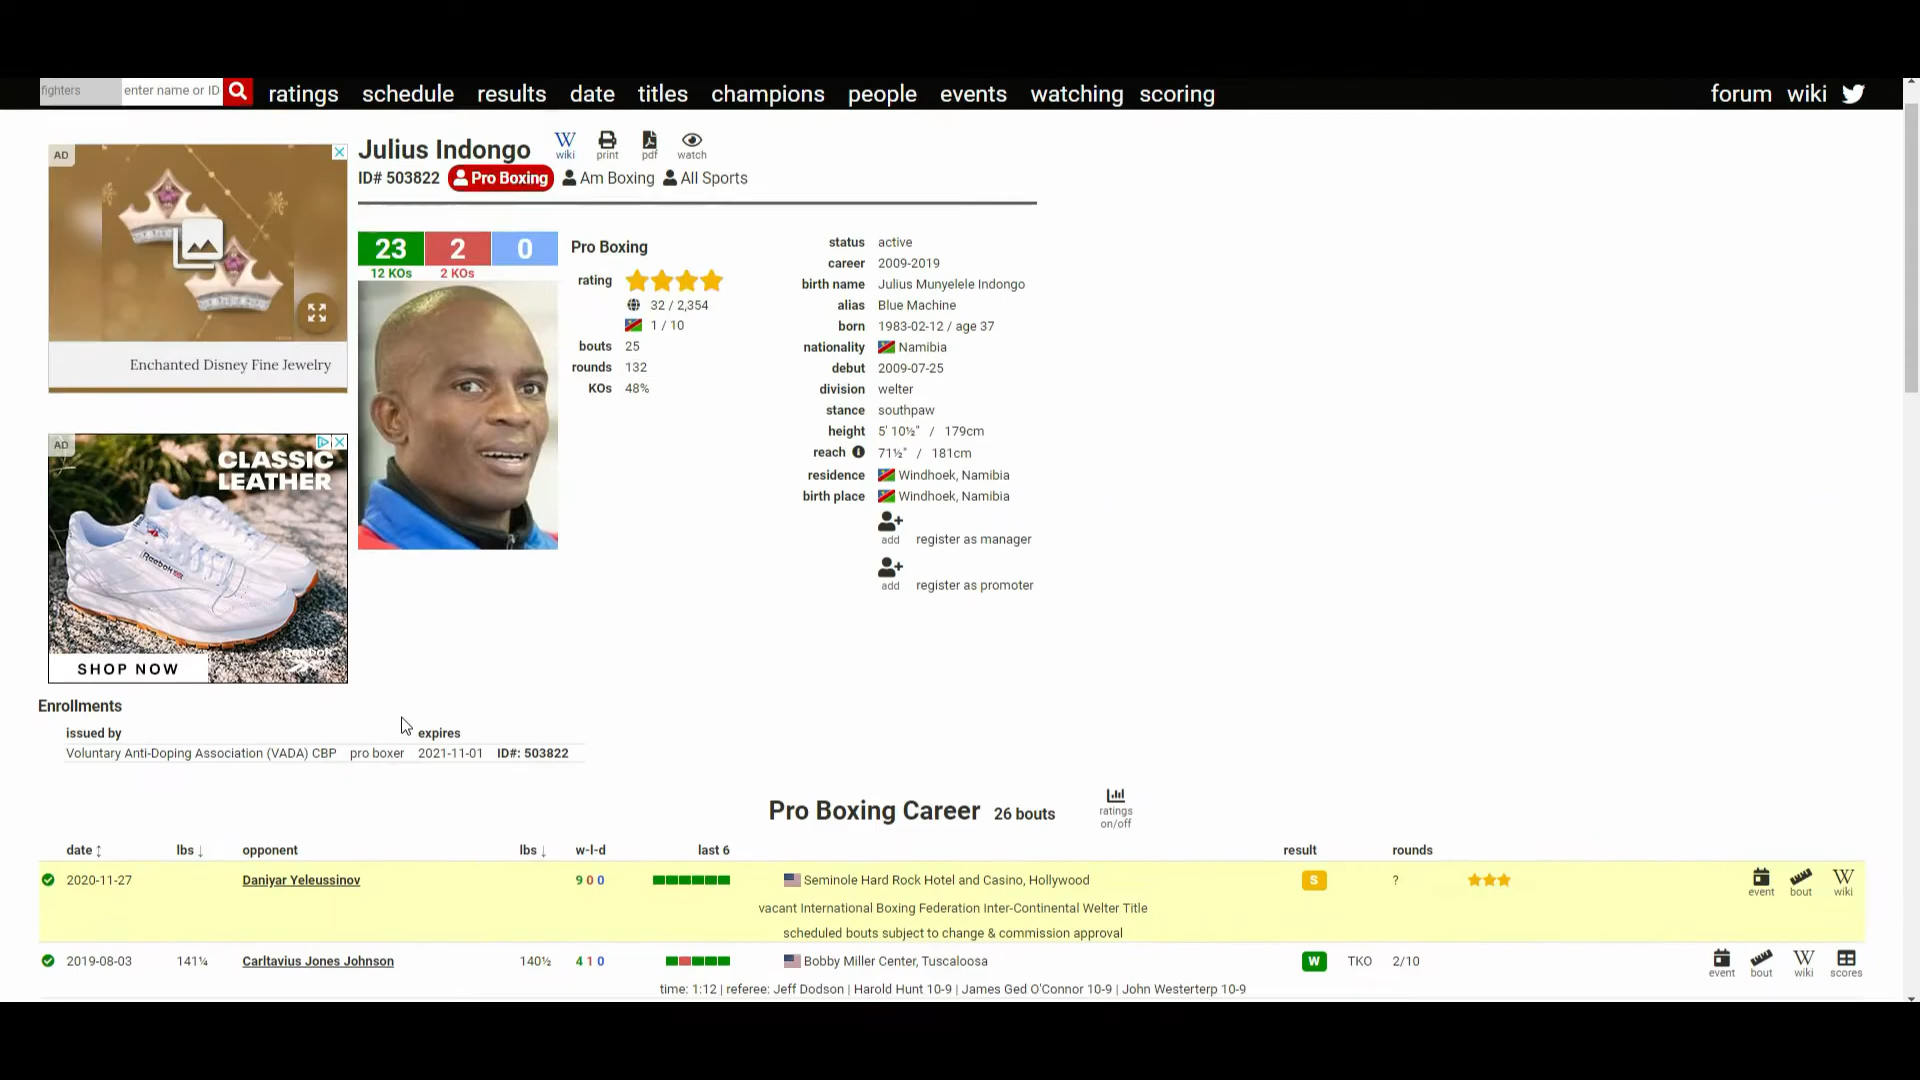 fighters enter name or ID ratings schedule results date titles champions people events watching scoring forum wiki
Julius Indongo W wiki print pdf watch
ID# 503822 Pro Boxing Am Boxing All Sports
AD
Enchanted Disney Fine Jewelry
AD
CLASSIC
LEATHER
Reebok
Reebok
SHOP NOW
23 2 0
12 KOs 2 KOs
Pro Boxing
rating
32 / 2,354
1 / 10
bouts 25
rounds 132
KOs 48%
status active
career 2009-2019
birth name Julius Munyelele Indongo
alias Blue Machine
born 1983-02-12 / age 37
nationality Namibia
debut 2009-07-25
division welter
stance southpaw
height 5' 10½" / 179cm
reach 71½" / 181cm
residence Windhoek, Namibia
birth place Windhoek, Namibia
add register as manager
add register as promoter
Enrollments
issued by expires
Voluntary Anti-Doping Association (VADA) CBP pro boxer 2021-11-01 ID#: 503822
Pro Boxing Career 26 bouts ratings on/off
date lbs opponent lbs w-l-d last 6 result rounds
2020-11-27 Daniyar Yeleussinov 9 0 0 Seminole Hard Rock Hotel and Casino, Hollywood S ? event bout W wiki
vacant International Boxing Federation Inter-Continental Welter Title
scheduled bouts subject to change & commission approval
2019-08-03 141¼ Carltavius Jones Johnson 140½ 4 1 0 Bobby Miller Center, Tuscaloosa W TKO 2/10 event bout W wiki scores
time: 1:12 | referee: Jeff Dodson | Harold Hunt 10-9 | James Ged O'Connor 10-9 | John Westerterp 10-9